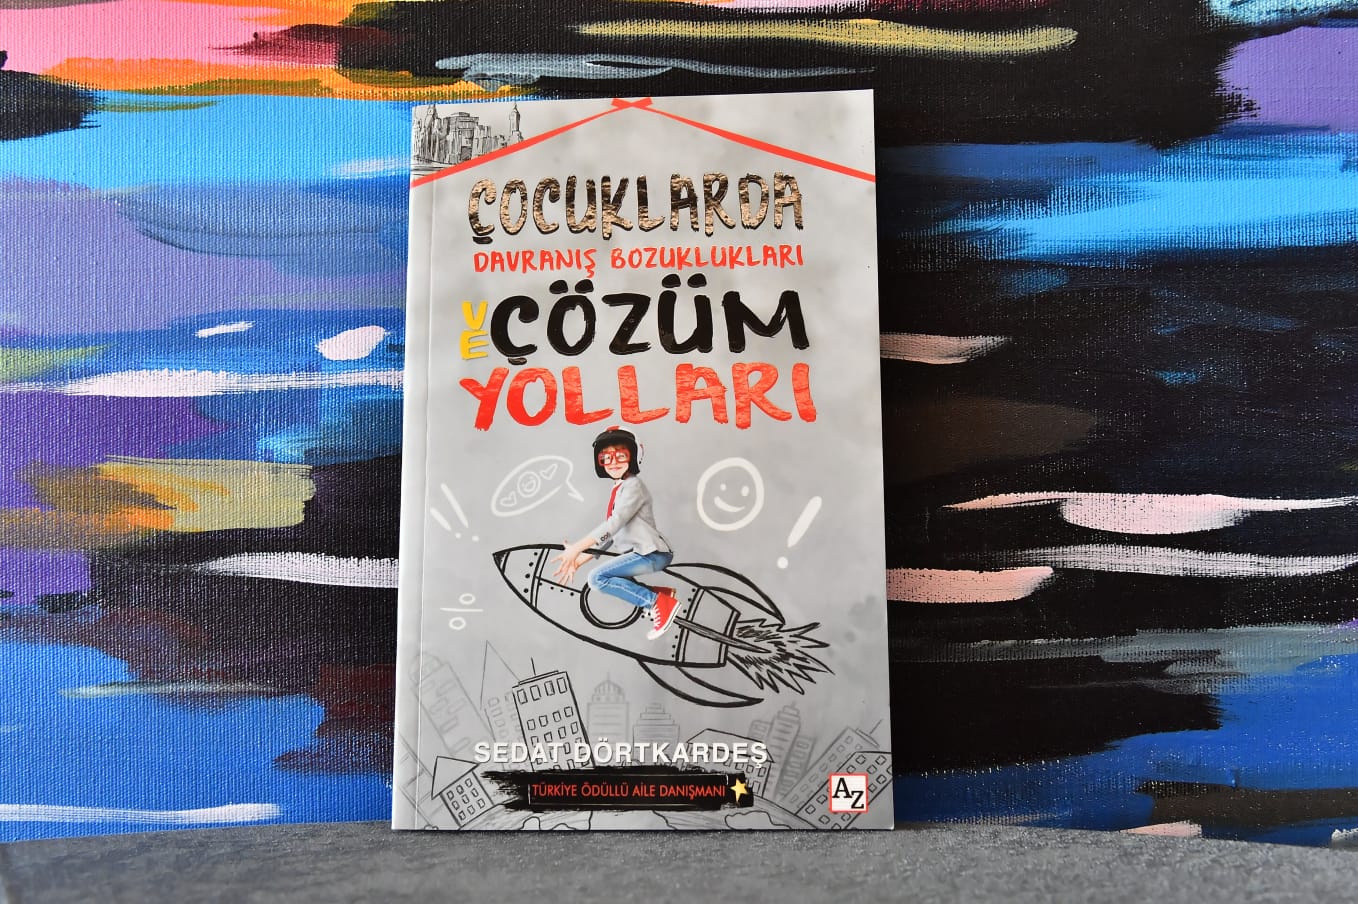 ÇOCUKLARDA
DAVRANIŞ BOZUKLUKLARI
VE ÇÖZÜM
YOLLARI
%
SEDAT DÖRTKARDEŞ
TÜRKİYE ÖDÜLLÜ AİLE DANIŞMANI
AZ